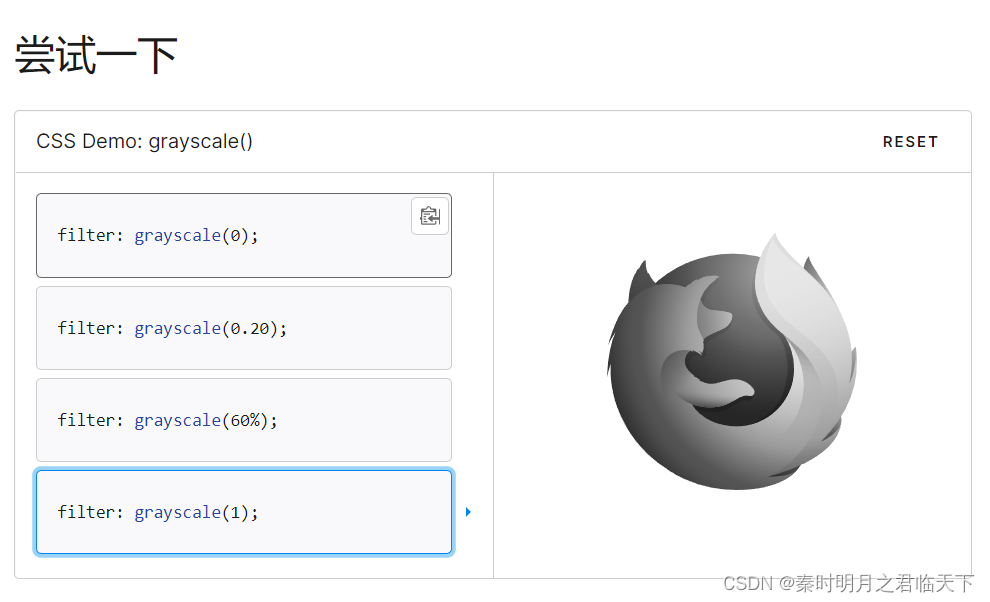 尝试一下
CSS Demo: grayscale()
RESET
filter: grayscale(0);
filter: grayscale(0.20);
filter: grayscale(60%);
filter: grayscale(1);
CSDN @秦时明月之君临天下